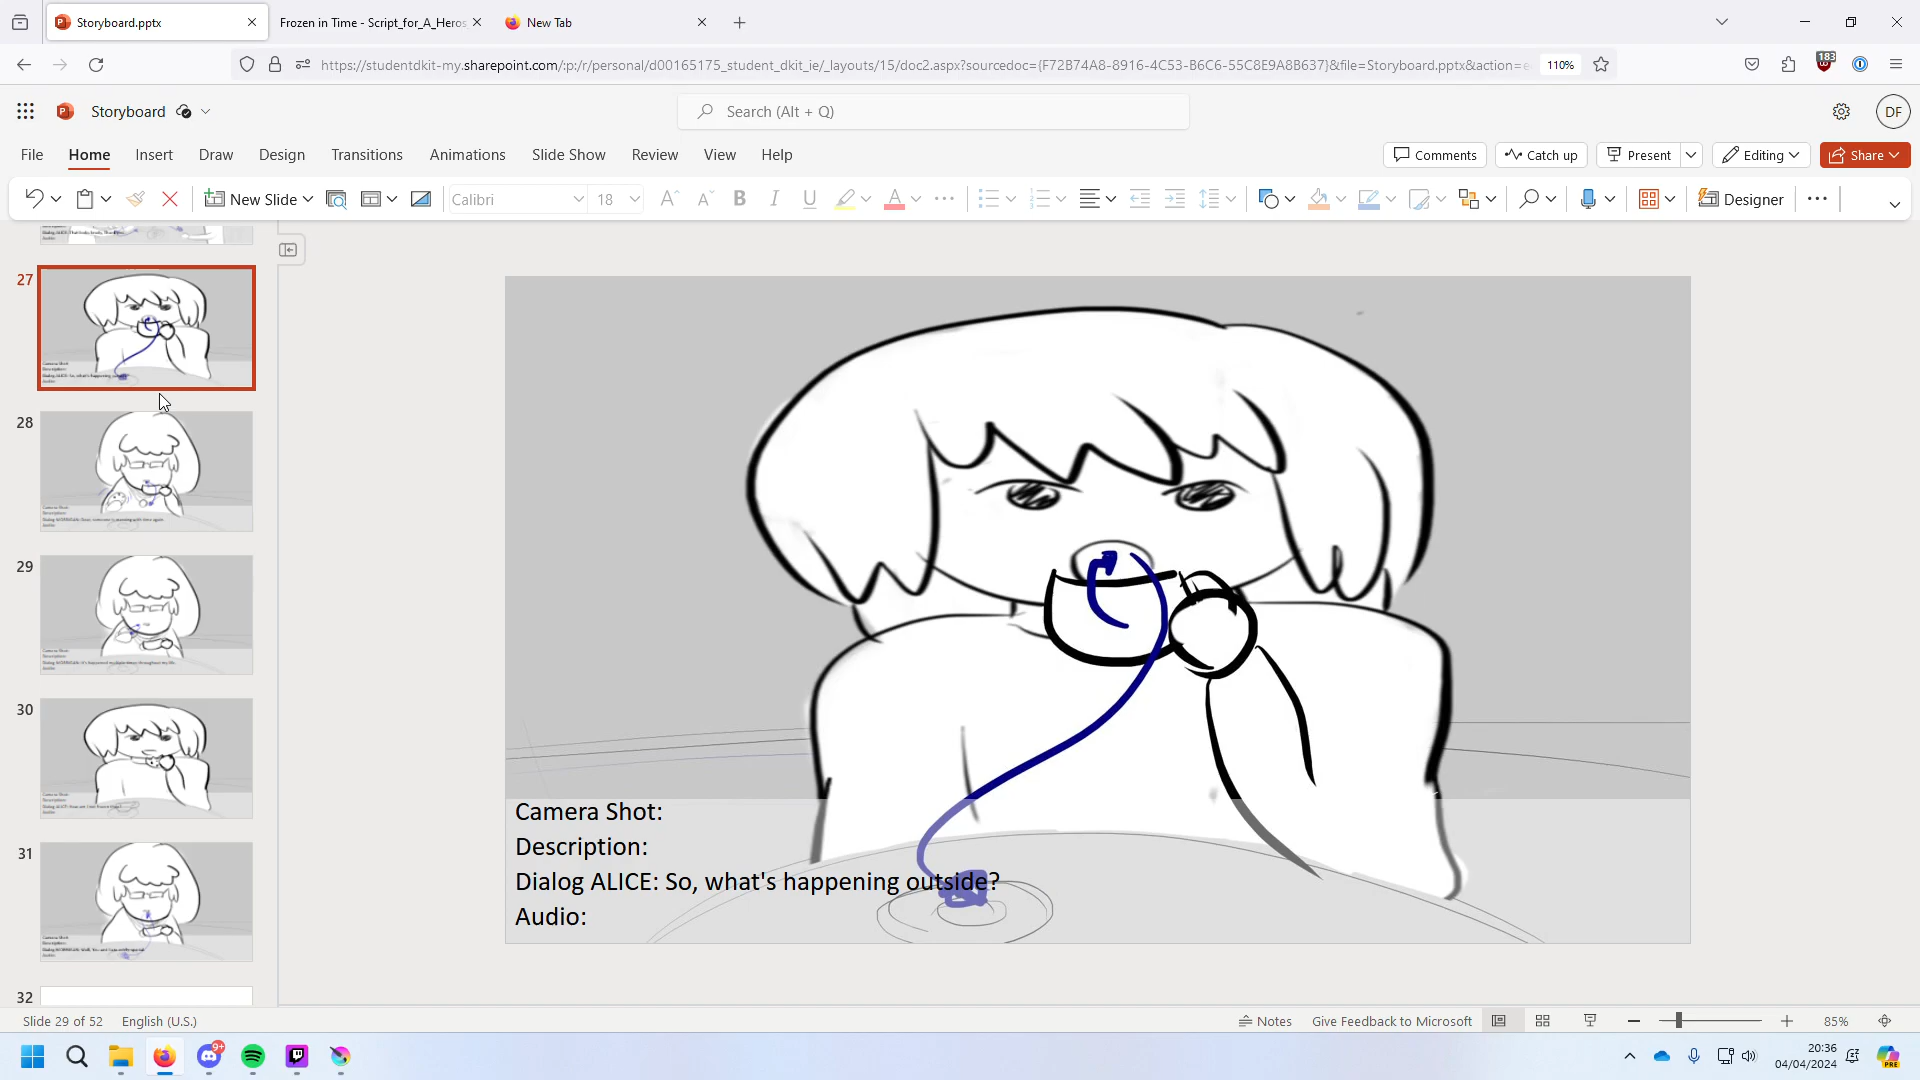 Storyboard.pptx
Frozen in Time - Script_for_A_Heros
New Tab
https://studentdkit-my.sharepoint.com/:p:/r/personal/d00165175_student_dkit_ie/_layouts/15/doc2.aspx?sourcedoc={F72B74A8-8916-4C53-B6C6-55C8E9A8B637}&file=Storyboard.pptx&action=e
110%
183
Storyboard
Search (Alt + Q)
DF
File Home Insert Draw Design Transitions Animations Slide Show Review View Help
Comments Catch up Present Editing Share
New Slide Calibri 18 B I U A Designer
27
28
29
30
31
32
Camera Shot:
Description:
Dialog ALICE: So, what's happening outside?
Audio:
Slide 29 of 52 English (U.S.) Notes Give Feedback to Microsoft 85%
9+
PRE
20:36
04/04/2024